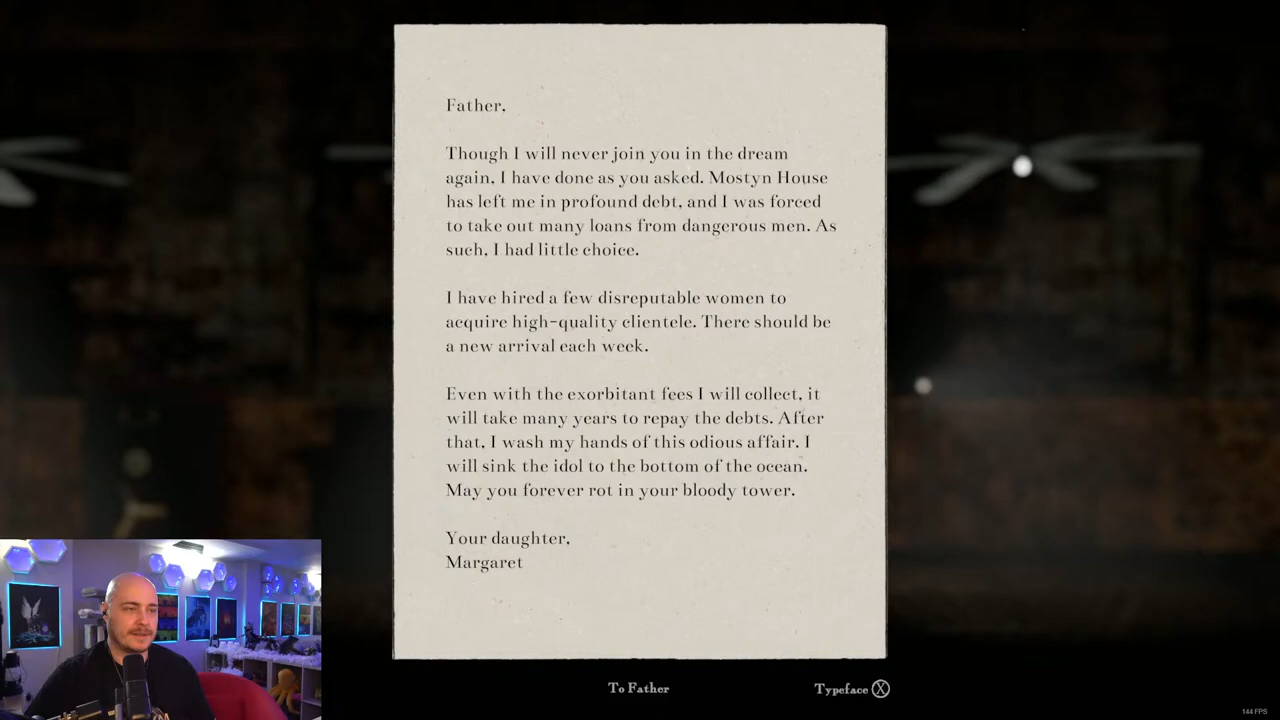 Father,
Though I will never join you in the dream
again, I have done as you asked. Mostyn House
has left me in profound debt, and I was forced
to take out many loans from dangerous men. As
such, I had little choice.
I have hired a few disreputable women to
acquire high-quality clientele. There should be
a new arrival each week.
Even with the exorbitant fees I will collect, it
will take many years to repay the debts. After
that, I wash my hands of this odious affair. I
will sink the idol to the bottom of the ocean.
May you forever rot in your bloody tower.
Your daughter,
Margaret
To Father
Typeface X
144 FPS